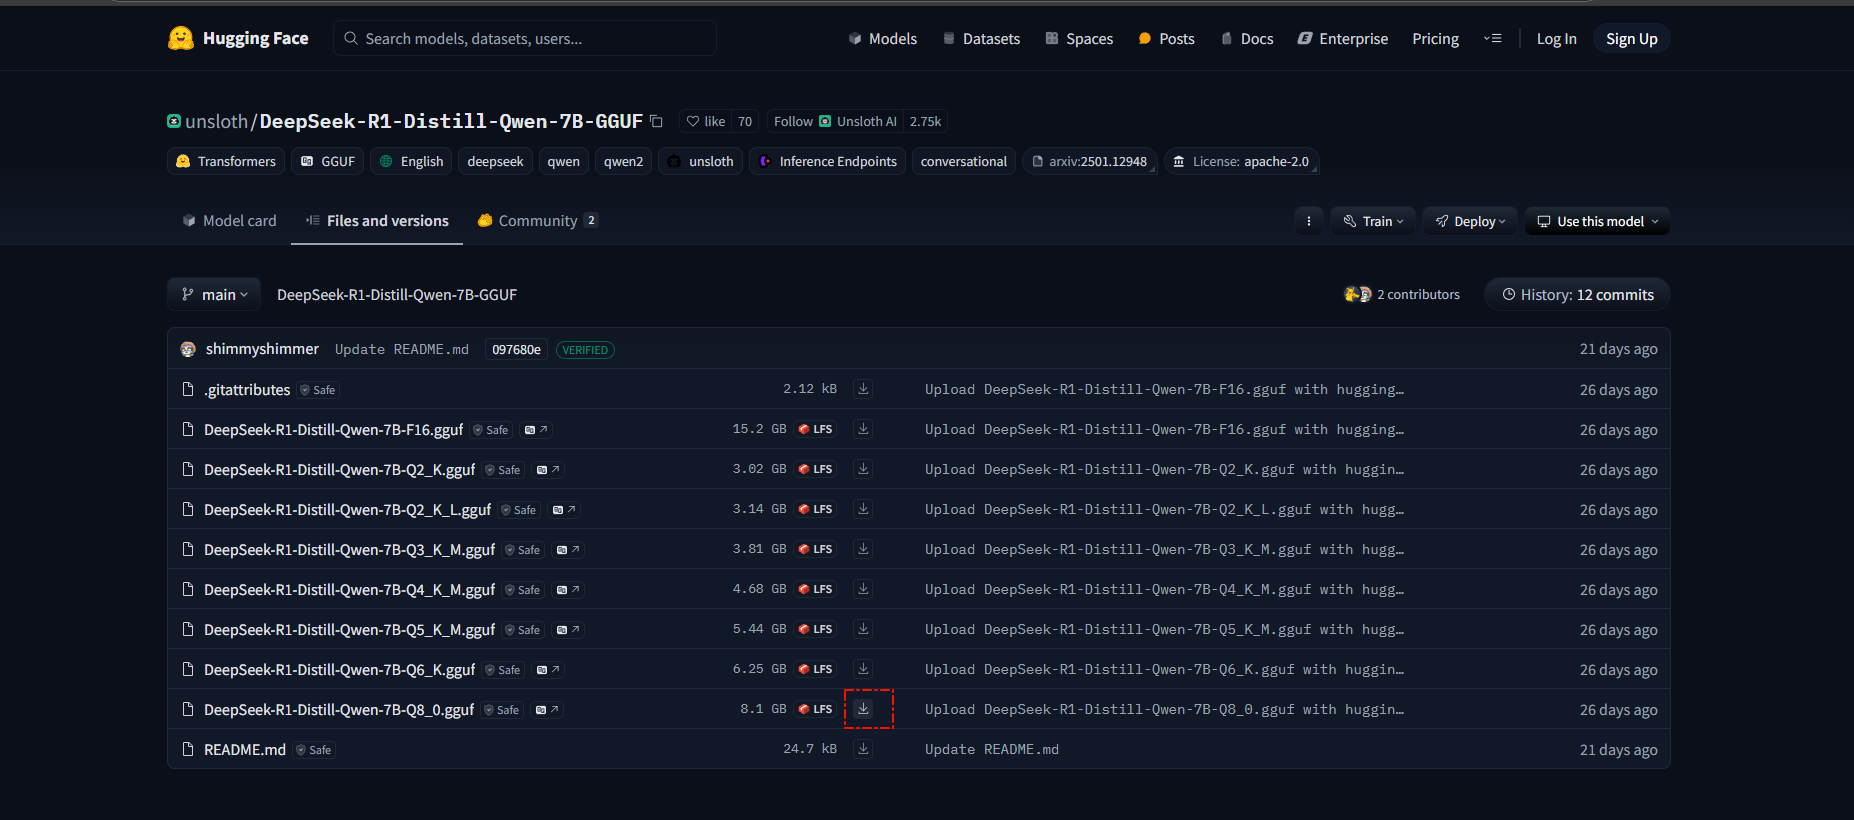 Hugging Face Search models, datasets, users... Models Datasets Spaces Posts Docs Enterprise Pricing Log In Sign Up
unsloth/DeepSeek-R1-Distill-Qwen-7B-GGUF like 70 Follow Unsloth AI 2.75k
Transformers GGUF English deepseek qwen qwen2 unsloth Inference Endpoints conversational arxiv:2501.12948 License: apache-2.0
Model card Files and versions Community 2 Train Deploy Use this model
main DeepSeek-R1-Distill-Qwen-7B-GGUF 2 contributors History: 12 commits
shimmyshimmer Update README.md 097680e VERIFIED 21 days ago
.gitattributes Safe 2.12 kB Upload DeepSeek-R1-Distill-Qwen-7B-F16.gguf with hugging… 26 days ago
DeepSeek-R1-Distill-Qwen-7B-F16.gguf Safe 15.2 GB LFS Upload DeepSeek-R1-Distill-Qwen-7B-F16.gguf with hugging… 26 days ago
DeepSeek-R1-Distill-Qwen-7B-Q2_K.gguf Safe 3.02 GB LFS Upload DeepSeek-R1-Distill-Qwen-7B-Q2_K.gguf with huggin… 26 days ago
DeepSeek-R1-Distill-Qwen-7B-Q2_K_L.gguf Safe 3.14 GB LFS Upload DeepSeek-R1-Distill-Qwen-7B-Q2_K_L.gguf with hugg… 26 days ago
DeepSeek-R1-Distill-Qwen-7B-Q3_K_M.gguf Safe 3.81 GB LFS Upload DeepSeek-R1-Distill-Qwen-7B-Q3_K_M.gguf with hugg… 26 days ago
DeepSeek-R1-Distill-Qwen-7B-Q4_K_M.gguf Safe 4.68 GB LFS Upload DeepSeek-R1-Distill-Qwen-7B-Q4_K_M.gguf with hugg… 26 days ago
DeepSeek-R1-Distill-Qwen-7B-Q5_K_M.gguf Safe 5.44 GB LFS Upload DeepSeek-R1-Distill-Qwen-7B-Q5_K_M.gguf with hugg… 26 days ago
DeepSeek-R1-Distill-Qwen-7B-Q6_K.gguf Safe 6.25 GB LFS Upload DeepSeek-R1-Distill-Qwen-7B-Q6_K.gguf with huggin… 26 days ago
DeepSeek-R1-Distill-Qwen-7B-Q8_0.gguf Safe 8.1 GB LFS Upload DeepSeek-R1-Distill-Qwen-7B-Q8_0.gguf with huggin… 26 days ago
README.md Safe 24.7 kB Update README.md 21 days ago